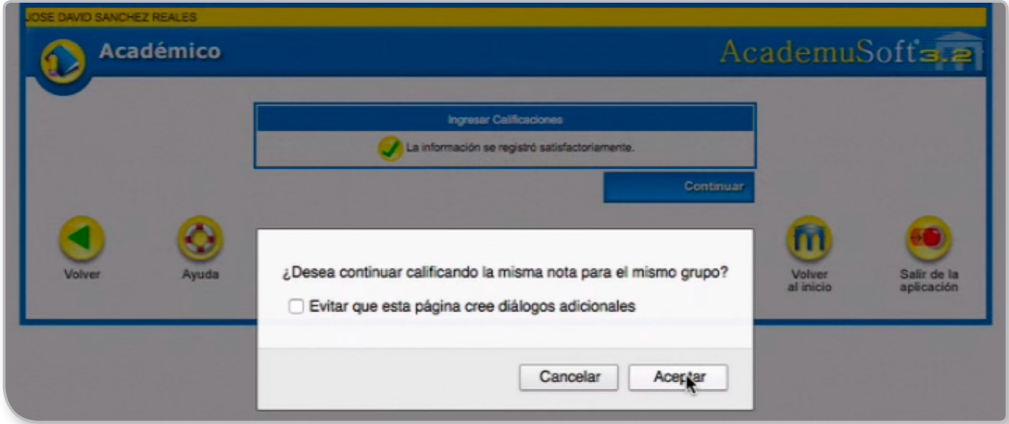 JOSE DAVID SANCHEZ REALES
Académico
AcademuSoft 3.2
Ingresar Calificaciones
La información se registró satisfactoriamente.
Continuar
Volver
Ayuda
¿Desea continuar calificando la misma nota para el mismo grupo?
Evitar que esta página cree diálogos adicionales
Cancelar
Aceptar
Volver
al inicio
Salir de la
aplicación